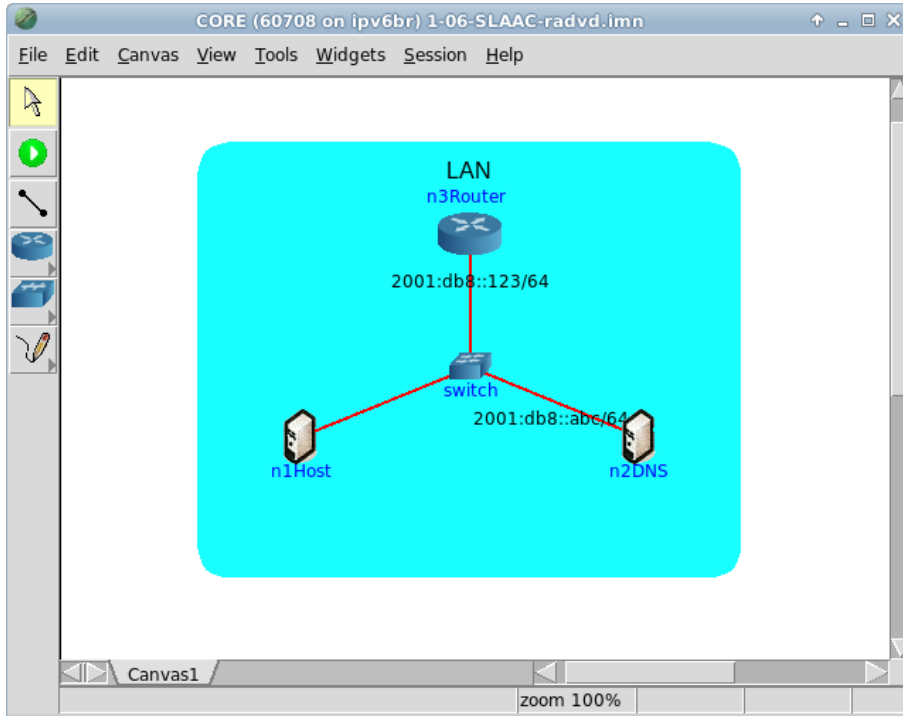 CORE (60708 on ipv6br) 1-06-SLAAC-radvd.imn
File Edit Canvas View Tools Widgets Session Help
LAN
n3Router
2001:db8::123/64
switch
2001:db8::abc/64
n1Host
n2DNS
Canvas1
zoom 100%